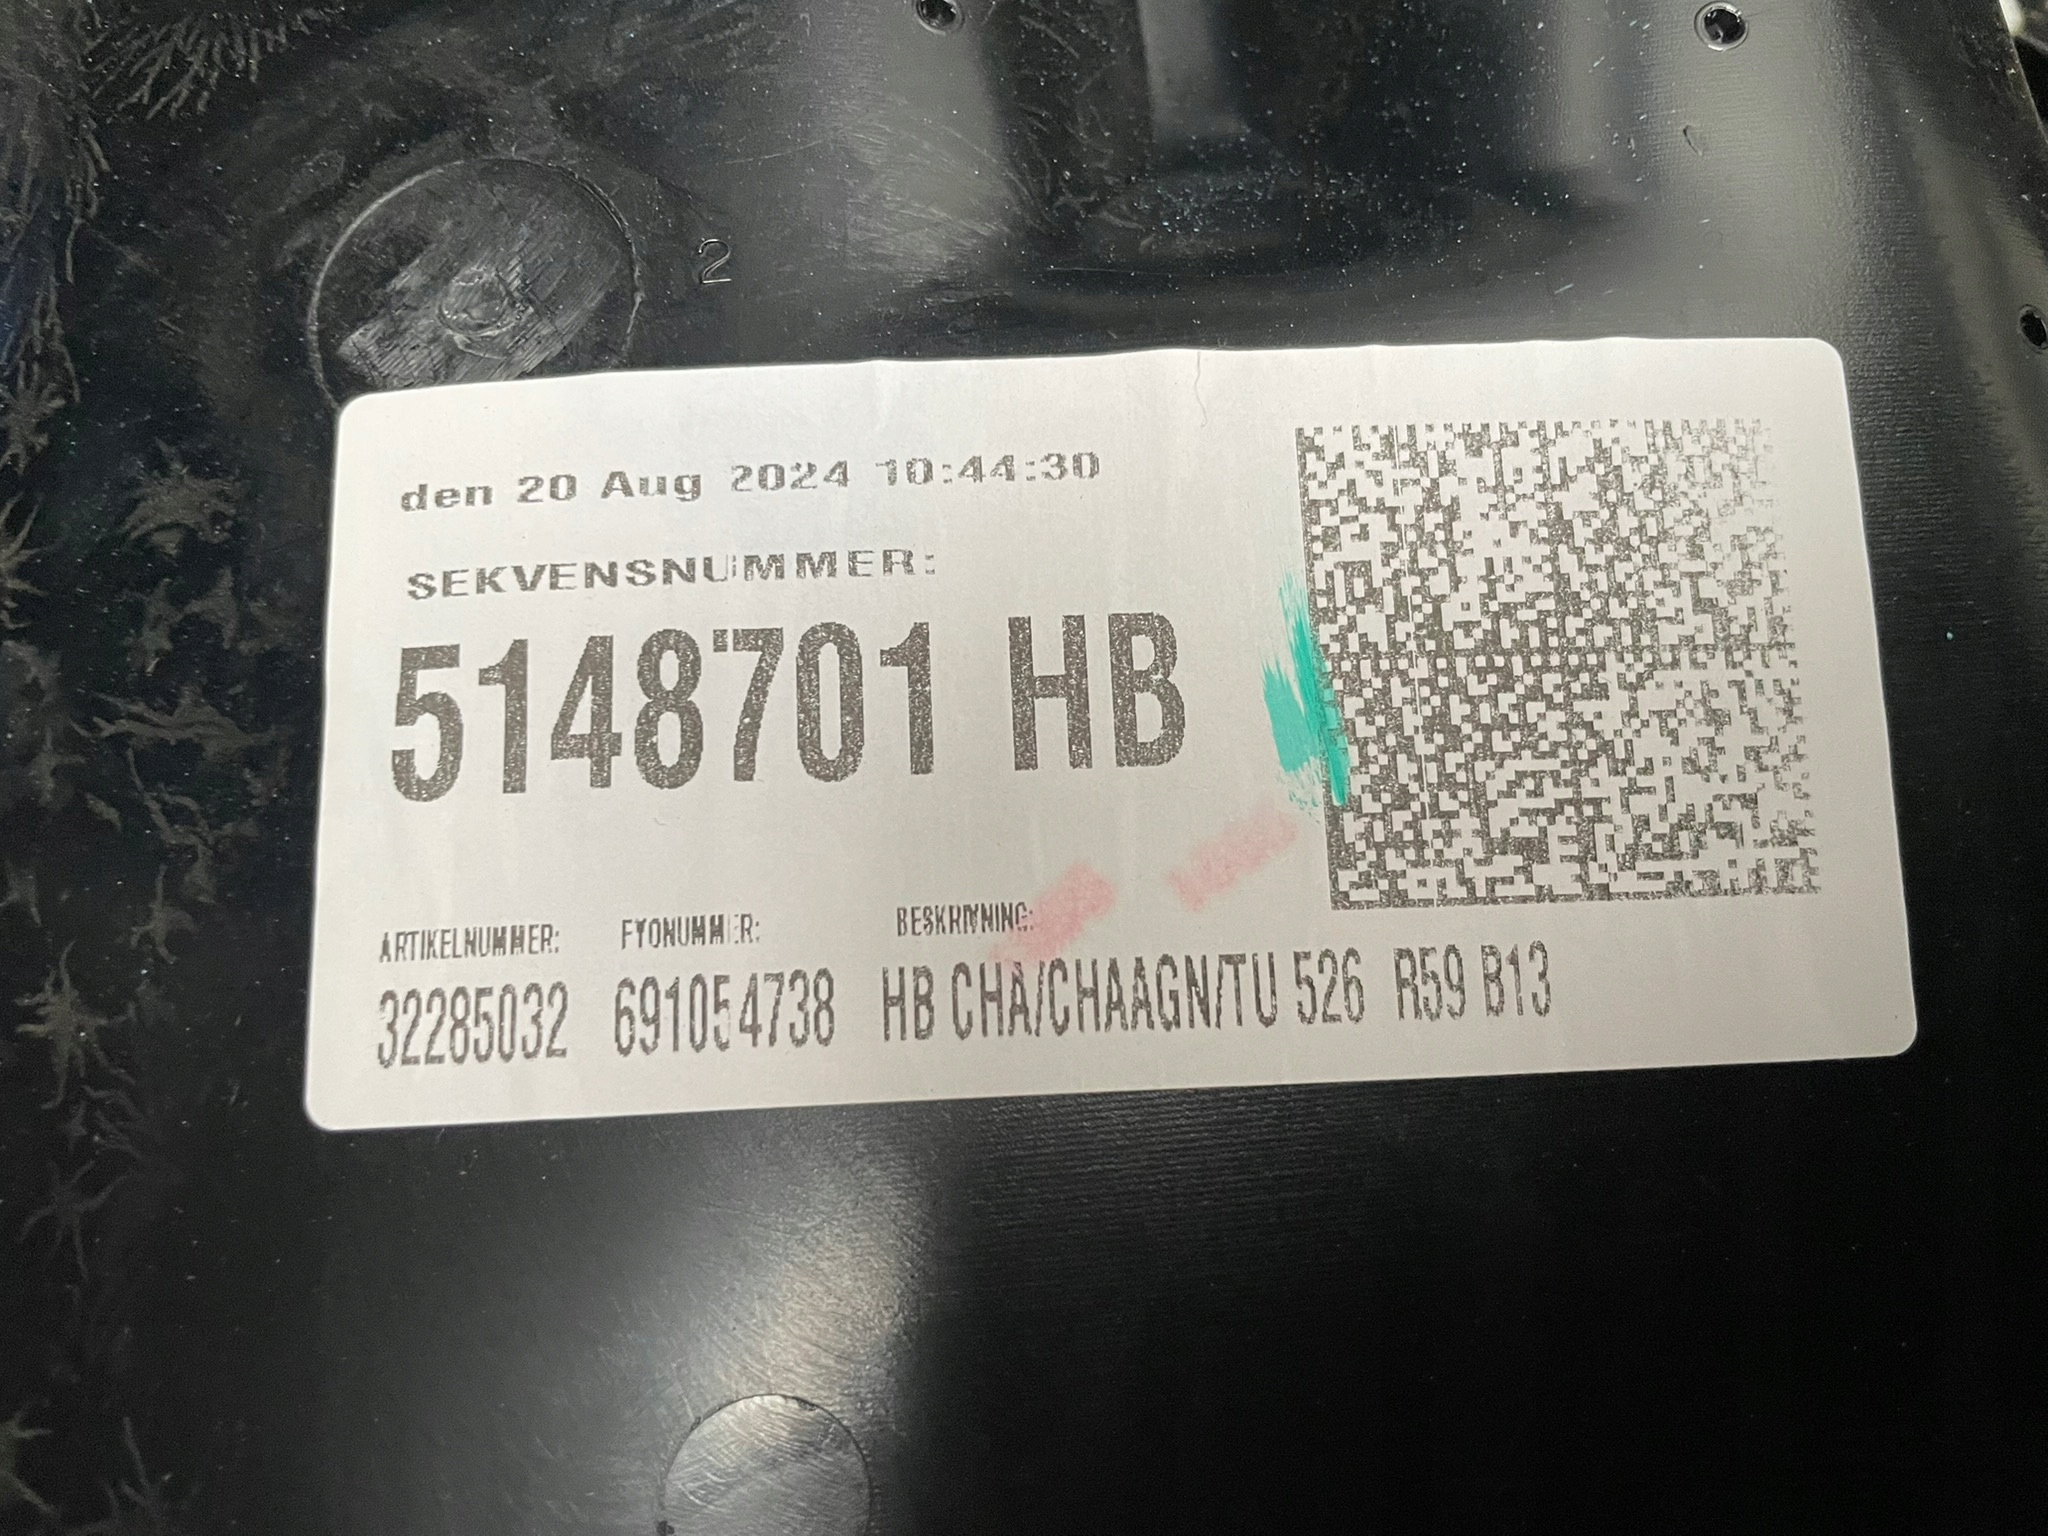 2
den 20 Aug 2024 10:44:30
SEKVENSNUMMER:
5148701 HB
ARTIKELNUMMER: FYONUMMER: BESKRIVNING:
32285032 691054738 HB CHA/CHAAGN/TU 526 R59 B13